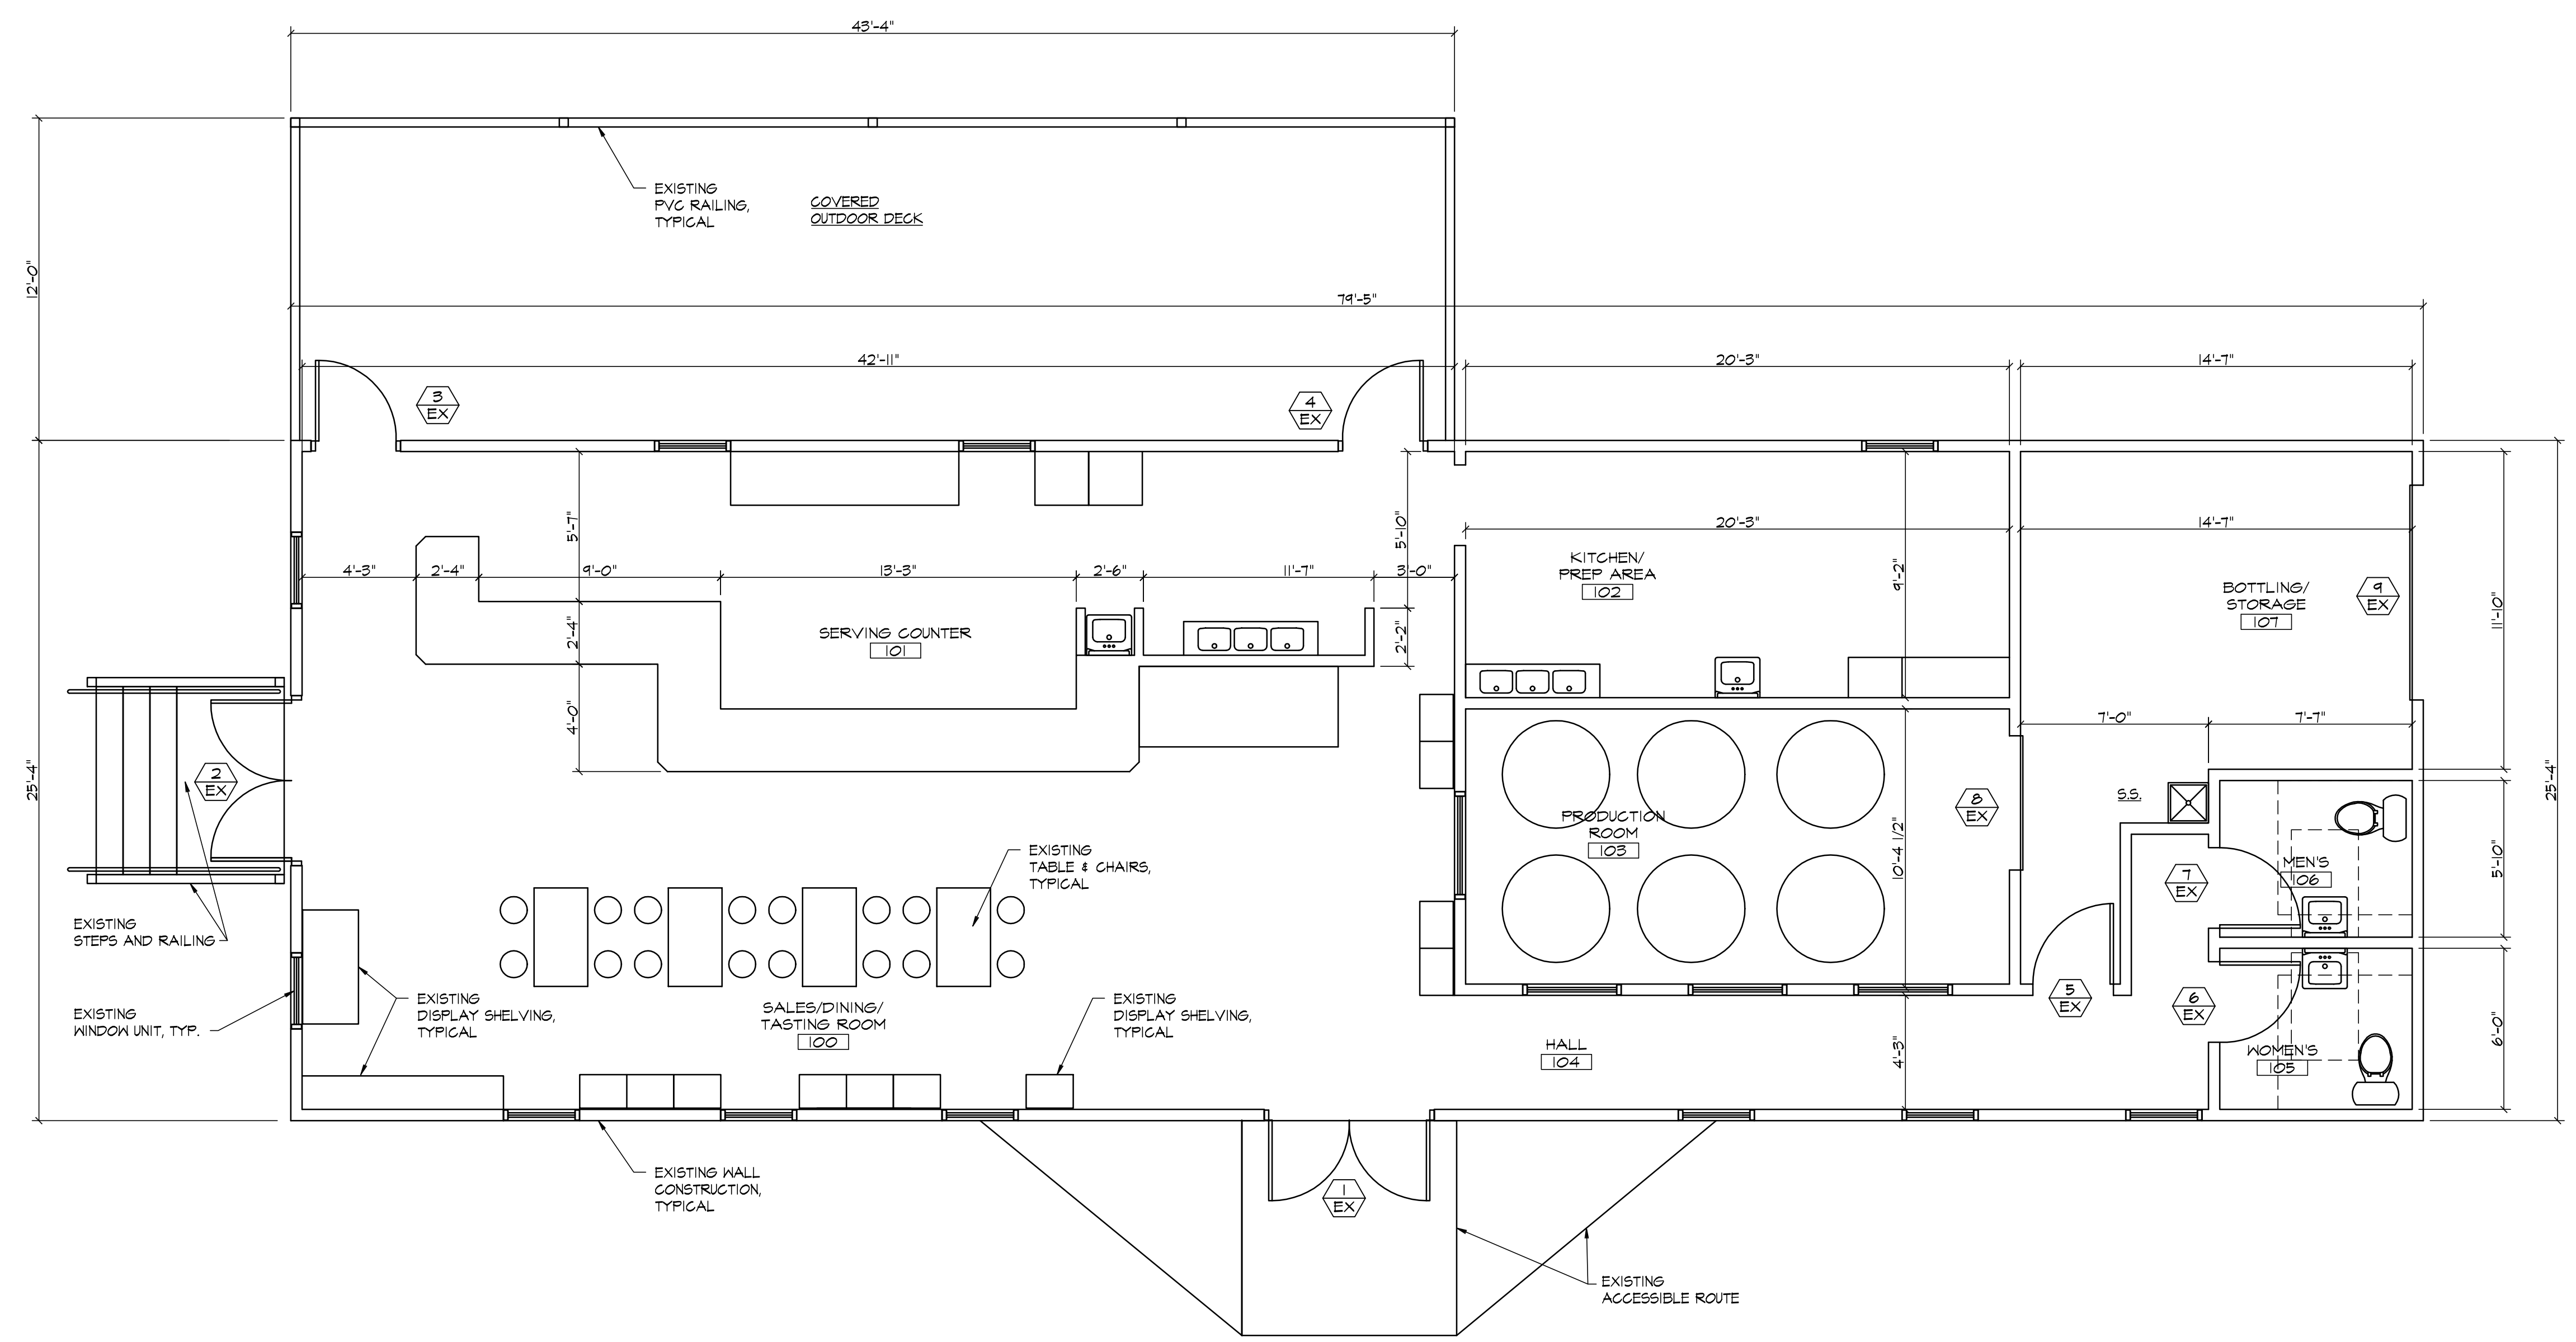 43'-4"
EXISTING
PVC RAILING,
TYPICAL
COVERED
OUTDOOR DECK
12'-0"
79'-5"
42'-11"
20'-3"
14'-7"
3
EX
4
EX
5'-7"
5'-10"
20'-3"
14'-7"
4'-3"
2'-4"
9'-0"
13'-3"
2'-6"
11'-7"
3'-0"
KITCHEN/
PREP AREA
102
9'-2"
BOTTLING/
STORAGE
107
9
EX
11'-10"
2'-4"
SERVING COUNTER
101
2'-2"
4'-0"
7'-0"
7'-7"
2
EX
25'-4"
25'-4"
S.S.
8
EX
PRODUCTION
ROOM
103
10'-4 1/2"
EXISTING
TABLE & CHAIRS,
TYPICAL
MEN'S
106
7
EX
5'-10"
EXISTING
STEPS AND RAILING
EXISTING
WINDOW UNIT, TYP.
EXISTING
DISPLAY SHELVING,
TYPICAL
SALES/DINING/
TASTING ROOM
100
EXISTING
DISPLAY SHELVING,
TYPICAL
5
EX
6
EX
HALL
104
4'-3"
WOMEN'S
105
6'-0"
EXISTING WALL
CONSTRUCTION,
TYPICAL
1
EX
EXISTING
ACCESSIBLE ROUTE